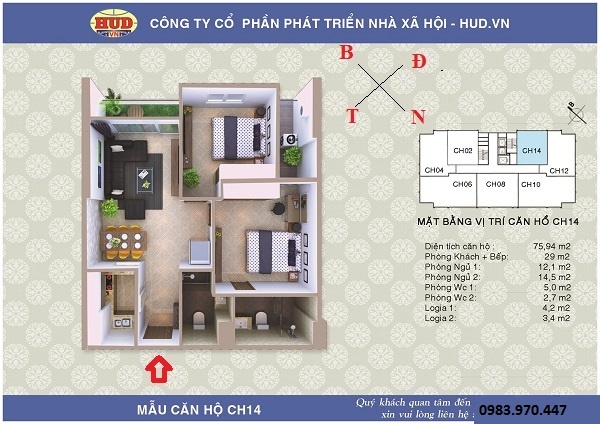 HUD
VN
CÔNG TY CỔ PHẦN PHÁT TRIỂN NHÀ XÃ HỘI - HUD.VN
B
Đ
T
N
B
CH02
CH14
CH04
CH12
CH06
CH08
CH10
MẶT BẰNG VỊ TRÍ CĂN HỔ CH14
Diện tích căn hộ : 75,94 m2
Phòng Khách + Bếp: 29 m2
Phòng Ngủ 1: 12,1 m2
Phòng Ngủ 2: 14,5 m2
Phòng Wc 1: 5,0 m2
Phòng Wc 2: 2,7 m2
Logia 1: 4,2 m2
Logia 2: 3,4 m2
MẪU CĂN HỘ CH14
Quý khách quan tâm đến
xin vui lòng liên hệ
0983.970.447